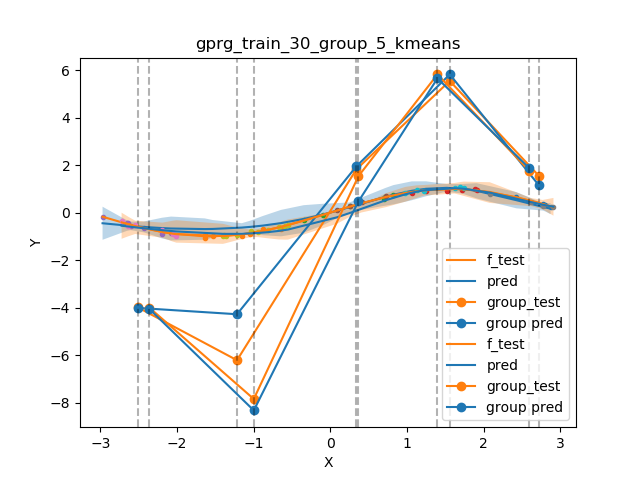 gprg_train_30_group_5_kmeans
6
4
2
0
−2
−4
−6
−8
Y
f_test
pred
group_test
group pred
f_test
pred
group_test
group pred
−3 −2 −1 0 1 2 3
X